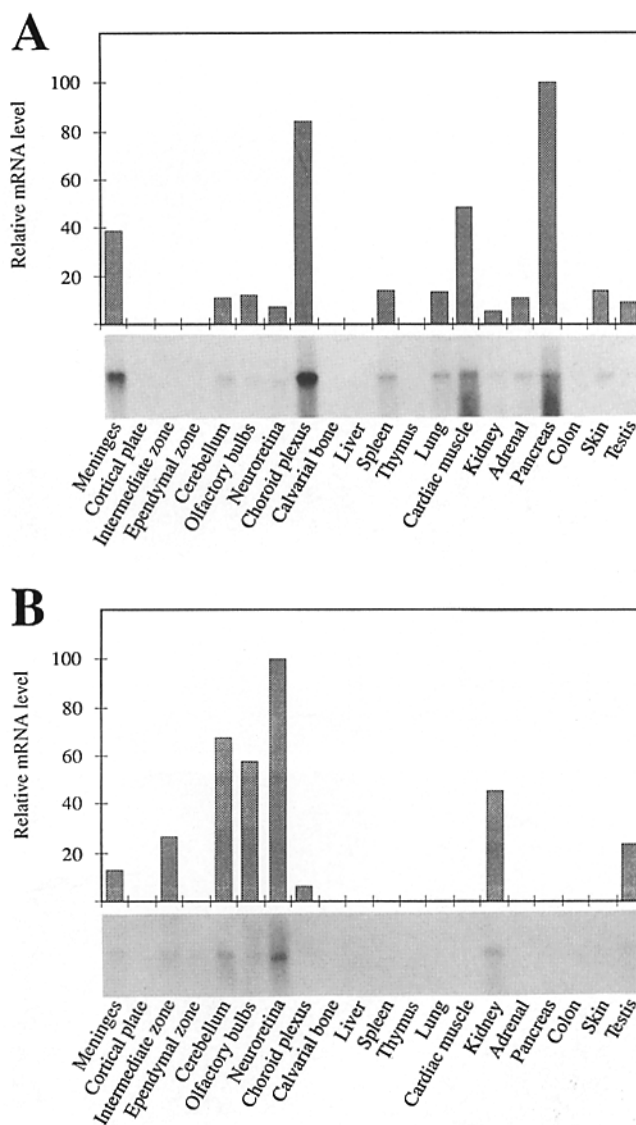 A
Relative mRNA level
100
80
60
40
20
Meninges
Cortical plate
Intermediate zone
Ependymal zone
Cerebellum
Olfactory bulbs
Neuroretina
Choroid plexus
Calvarial bone
Liver
Spleen
Thymus
Lung
Cardiac muscle
Kidney
Adrenal
Pancreas
Colon
Skin
Testis
B
Relative mRNA level
100
80
60
40
20
Meninges
Cortical plate
Intermediate zone
Ependymal zone
Cerebellum
Olfactory bulbs
Neuroretina
Choroid plexus
Calvarial bone
Liver
Spleen
Thymus
Lung
Cardiac muscle
Kidney
Adrenal
Pancreas
Colon
Skin
Testis